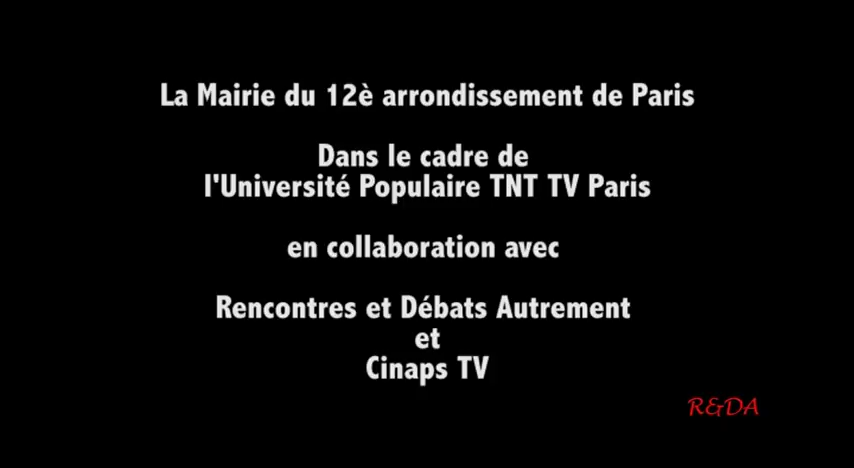 La Mairie du 12è arrondissement de Paris
Dans le cadre de
l'Université Populaire TNT TV Paris
en collaboration avec
Rencontres et Débats Autrement
et
Cinaps TV
R&DA